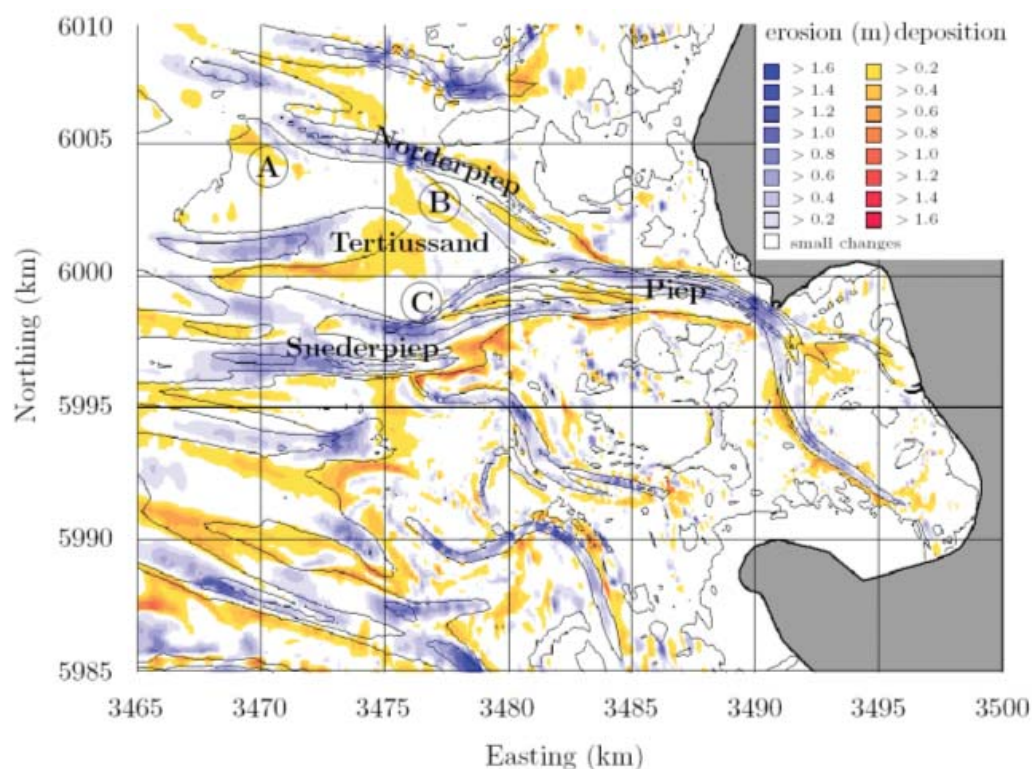 6010
erosion (m) deposition
> 1.6 > 0.2
> 1.4 > 0.4
> 1.2 > 0.6
> 1.0 > 0.8
> 0.8 > 1.0
> 0.6 > 1.2
> 0.4 > 1.4
> 0.2 > 1.6
small changes
6005
A
Norderpiep
B
Tertiussand
6000
C
Piep
Suederpiep
5995
5990
5985
Northing (km)
3465 3470 3475 3480 3485 3490 3495 3500
Easting (km)